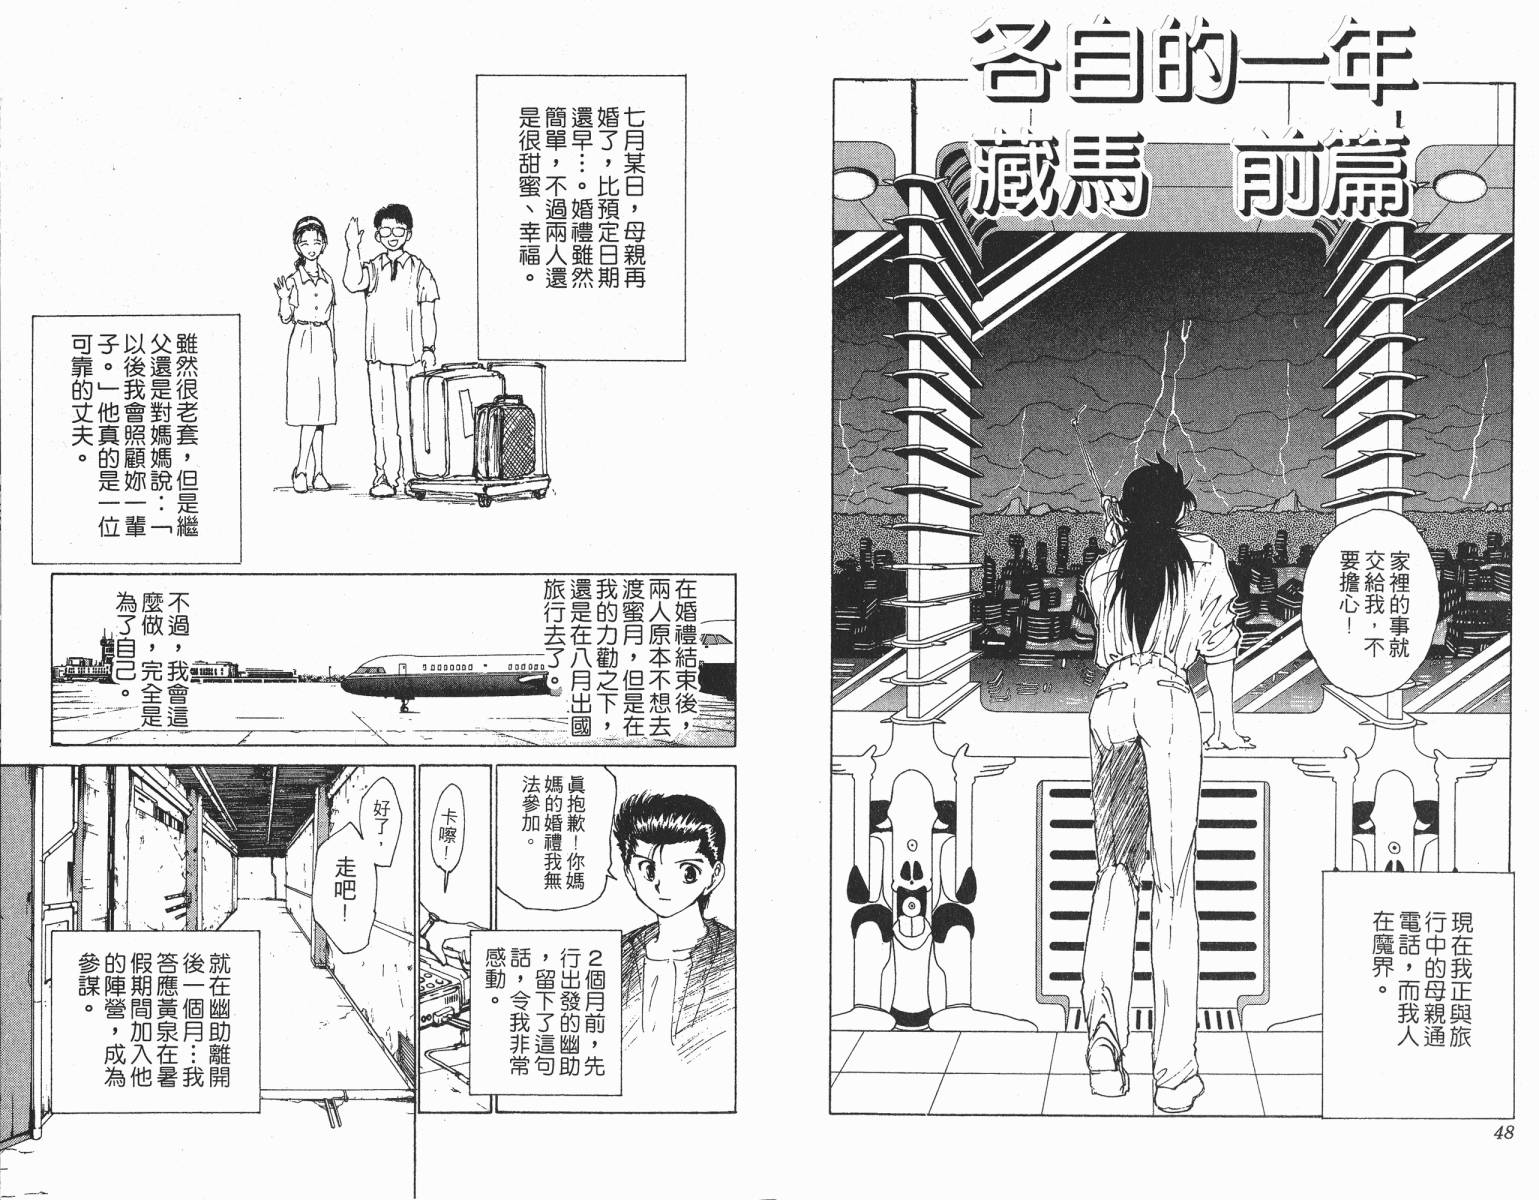 各自的一年
藏馬　前篇
家裡的事就
交給我，不
要擔心！
現在我正與旅
行中的母親通
電話，而我人
在魔界。
48
七月某日，母親再
婚了，比預定日期
還早…。婚禮雖然
簡單，不過兩人還
是很甜蜜、幸福。
雖然很老套，但是繼
父還是對媽媽說：「
以後我會照顧妳一輩
子。」他真的是一位
可靠的丈夫。
在婚禮結束後，
兩人原本不想去
渡蜜月，但是在
我的力勸之下，
還是在八月出國
旅行去了。
不過，我會這
麼做，完全是
為了自己。
眞抱歉！你媽
媽的婚禮我無
法參加。
2個月前，先
行出發的幽助
，留下了這句
話，令我非常
感動。
卡嚓！
好了，
走吧！
就在幽助離開
後一個月…我
答應黃泉在暑
假期間加入他
的陣營，成為
參謀。